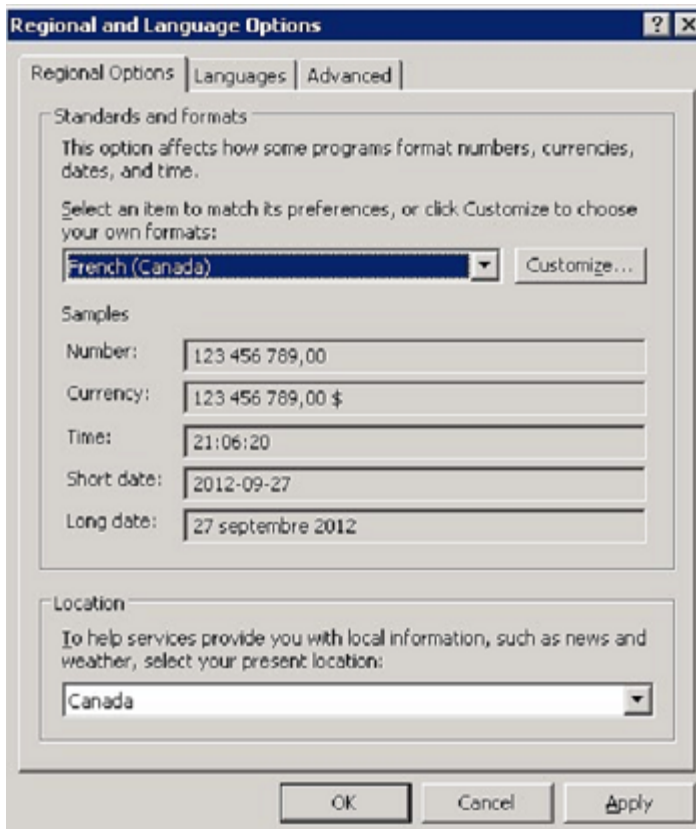 Regional and Language Options
Regional Options Languages Advanced
Standards and formats
This option affects how some programs format numbers, currencies,
dates, and time.
Select an item to match its preferences, or click Customize to choose
your own formats:
French (Canada) Customize...
Samples
Number: 123 456 789,00
Currency: 123 456 789,00 $
Time: 21:06:20
Short date: 2012-09-27
Long date: 27 septembre 2012
Location
To help services provide you with local information, such as news and
weather, select your present location:
Canada
OK Cancel Apply